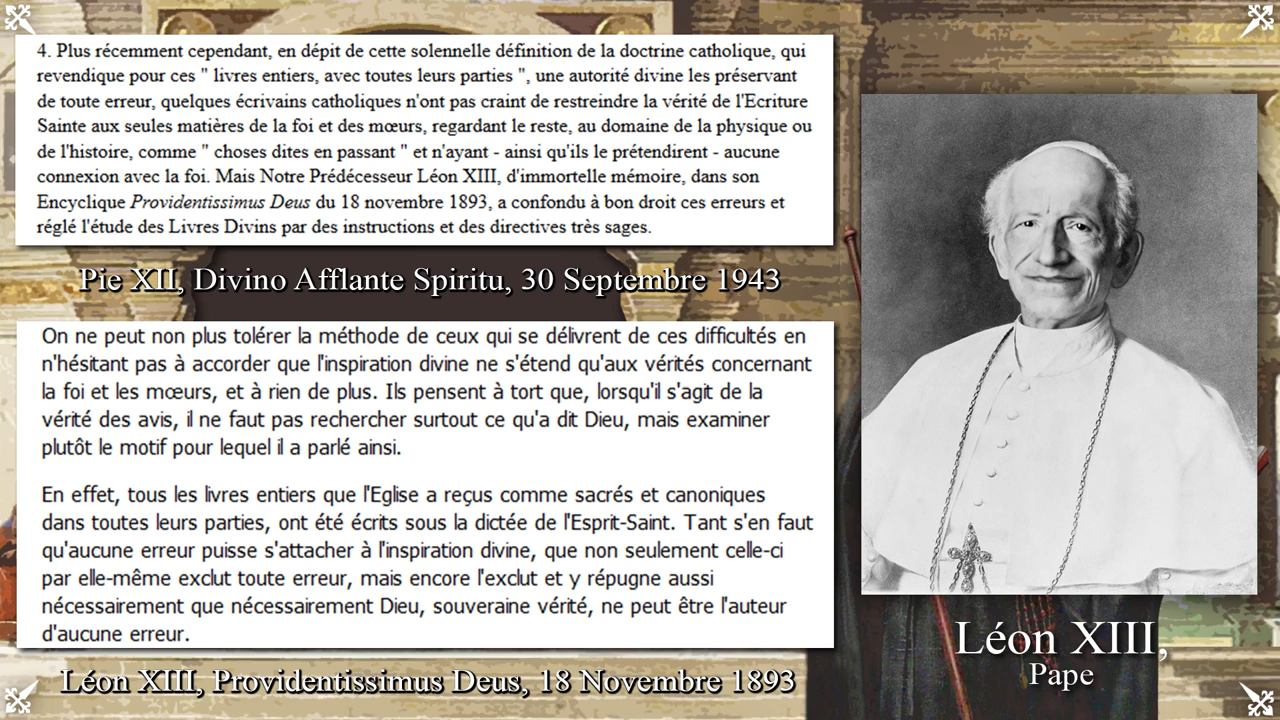 4. Plus récemment cependant, en dépit de cette solennelle définition de la doctrine catholique, qui
revendique pour ces " livres entiers, avec toutes leurs parties ", une autorité divine les préservant
de toute erreur, quelques écrivains catholiques n'ont pas craint de restreindre la vérité de l'Ecriture
Sainte aux seules matières de la foi et des mœurs, regardant le reste, au domaine de la physique ou
de l'histoire, comme " choses dites en passant " et n'ayant - ainsi qu'ils le prétendirent - aucune
connexion avec la foi. Mais Notre Prédécesseur Léon XIII, d'immortelle mémoire, dans son
Encyclique Providentissimus Deus du 18 novembre 1893, a confondu à bon droit ces erreurs et
réglé l'étude des Livres Divins par des instructions et des directives très sages.
Pie XII, Divino Afflante Spiritu, 30 Septembre 1943
On ne peut non plus tolérer la méthode de ceux qui se délivrent de ces difficultés en
n'hésitant pas à accorder que l'inspiration divine ne s'étend qu'aux vérités concernant
la foi et les mœurs, et à rien de plus. Ils pensent à tort que, lorsqu'il s'agit de la
vérité des avis, il ne faut pas rechercher surtout ce qu'a dit Dieu, mais examiner
plutôt le motif pour lequel il a parlé ainsi.
En effet, tous les livres entiers que l'Eglise a reçus comme sacrés et canoniques
dans toutes leurs parties, ont été écrits sous la dictée de l'Esprit-Saint. Tant s'en faut
qu'aucune erreur puisse s'attacher à l'inspiration divine, que non seulement celle-ci
par elle-même exclut toute erreur, mais encore l'exclut et y répugne aussi
nécessairement que nécessairement Dieu, souveraine vérité, ne peut être l'auteur
d'aucune erreur.
Léon XIII, Providentissimus Deus, 18 Novembre 1893
Léon XIII,
Pape